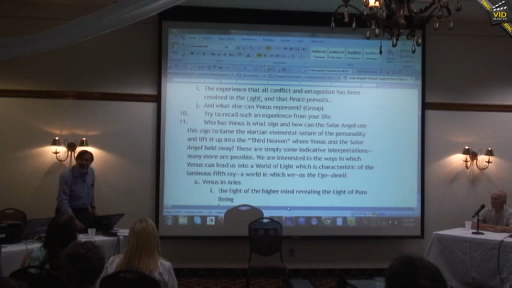 VID
i. The experience that all conflict and antagonism has been
resolved in the Light, and that Peace prevails.
j. Just what else can Venus represent? (Group)
10. Try to recall such an experience from your life.
11. Who has Venus in what sign and how can the Solar Angel use
this sign to tame the martian elemental nature of the personality
and lift it up into the "Third Heaven" where Venus and the Solar
Angel hold sway? These are simply some indicative interpretations—
many more are possible. We are interested in the ways in which
Venus can lead us into a World of Light which is characteristic of the
luminous fifth ray—a world in which we—as the Ego—dwell.
a. Venus in Aries
i. the Light of the higher mind revealing the Light of Pure
Being